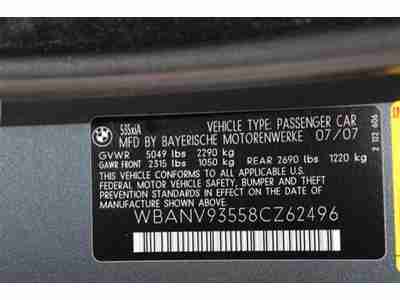 BMW
535xiA VEHICLE TYPE: PASSENGER CAR
MFD BY BAYERISCHE MOTORENWERKE 07/07
GVWR 5049 lbs 2290 kg
GAWR FRONT 2315 lbs 1050 kg REAR 2690 lbs 1220 kg
THIS VEHICLE CONFORMS TO ALL APPLICABLE U.S.
FEDERAL MOTOR VEHICLE SAFETY, BUMPER, AND THEFT
PREVENTION STANDARDS IN EFFECT ON THE
DATE OF MANUFACTURE SHOWN ABOVE.
WBANV93558CZ62496